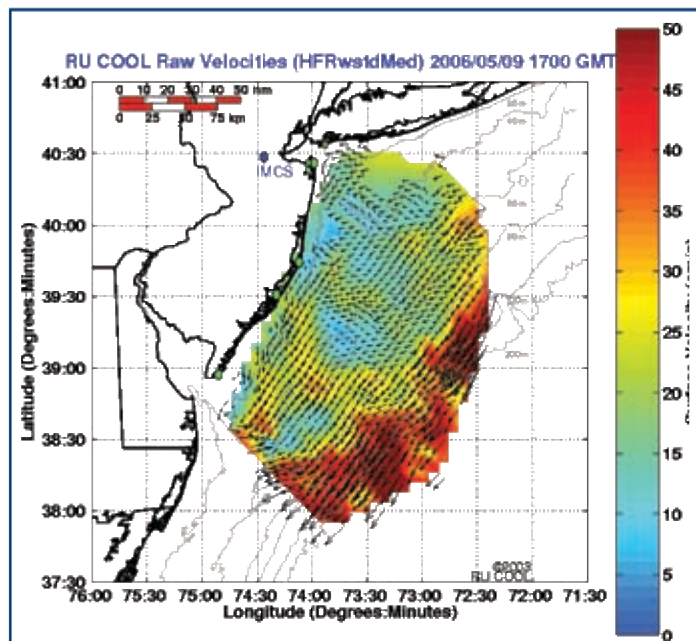 RU COOL Raw Velocities (HFRwstdMed) 2006/05/09 1700 GMT
0 10 20 30 40 50 nm
0 25 50 75 km
IMCS
41:00
40:30
40:00
39:30
39:00
38:30
38:00
37:30
Latitude (Degrees:Minutes)
76:00 75:30 75:00 74:30 74:00 73:30 73:00 72:30 72:00 71:30
Longitude (Degrees:Minutes)
RU COOL
200m
50
45
40
35
30
25
20
15
10
5
0
Surface Velocity